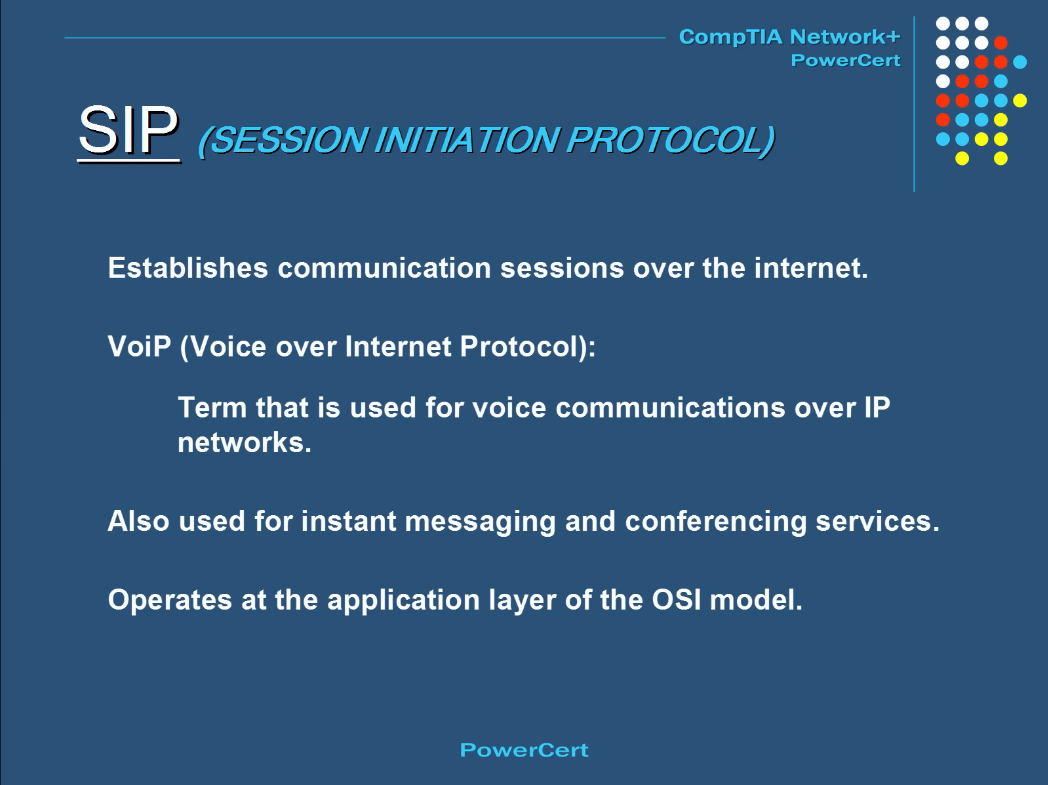 CompTIA Network+
PowerCert
SIP (SESSION INITIATION PROTOCOL)
Establishes communication sessions over the internet.
VoiP (Voice over Internet Protocol):
Term that is used for voice communications over IP
networks.
Also used for instant messaging and conferencing services.
Operates at the application layer of the OSI model.
PowerCert